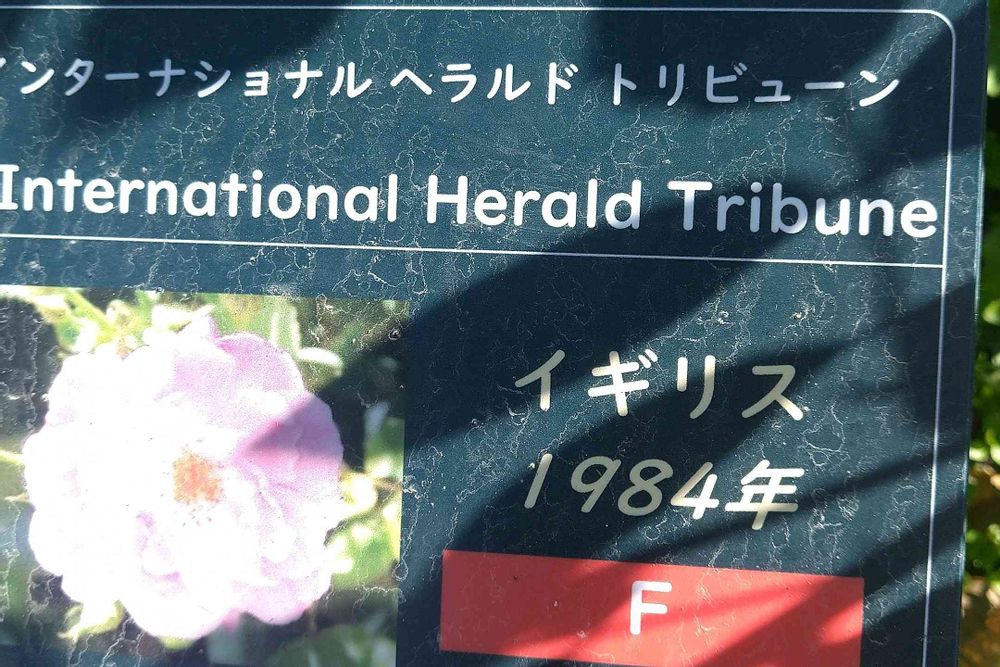 インターナショナル ヘラルド トリビューン
International Herald Tribune
イギリス
1984年
F